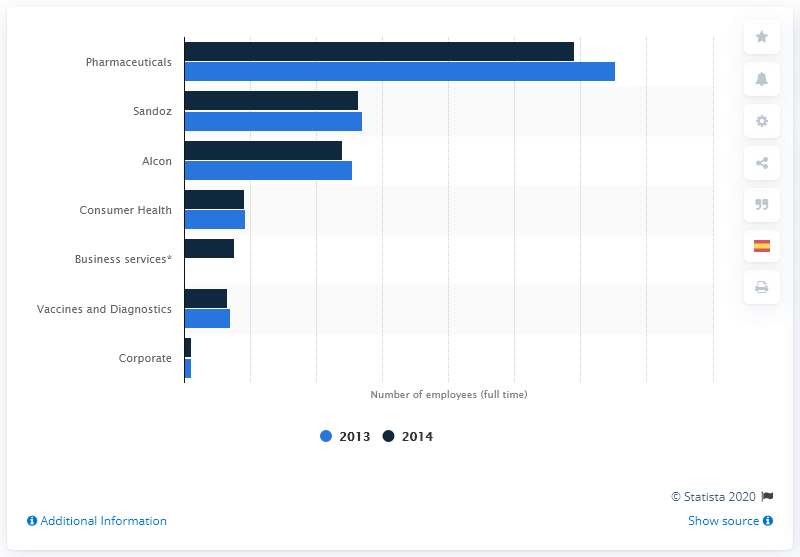 Pharmaceuticals
Sandoz
Alcon
Consumer Health
Business services*
Vaccines and Diagnostics
Corporate
Number of employees (full time)
2013 2014
© Statista 2020
Additional Information Show source